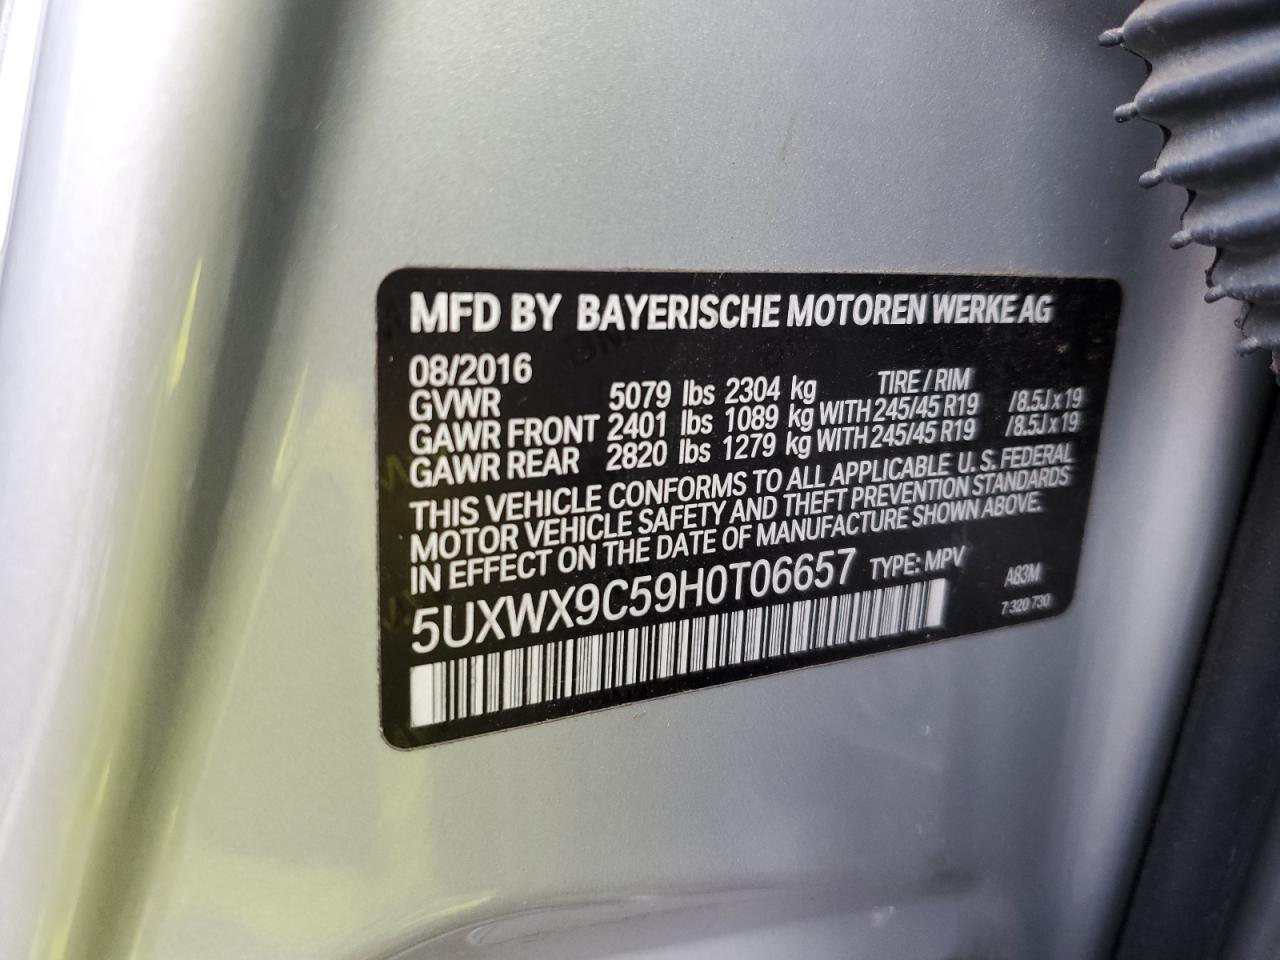 MFD BY BAYERISCHE MOTOREN WERKE AG
08/2016
GVWR 5079 lbs 2304 kg TIRE / RIM
GAWR FRONT 2401 lbs 1089 kg WITH 245/45 R19 /8.5J x 19
GAWR REAR 2820 lbs 1279 kg WITH 245/45 R19 /8.5J x 19
THIS VEHICLE CONFORMS TO ALL APPLICABLE U.S. FEDERAL
MOTOR VEHICLE SAFETY AND THEFT PREVENTION STANDARDS
IN EFFECT ON THE DATE OF MANUFACTURE SHOWN ABOVE.
5UXWX9C59H0T06657 TYPE: MPV A83M
7 320 730